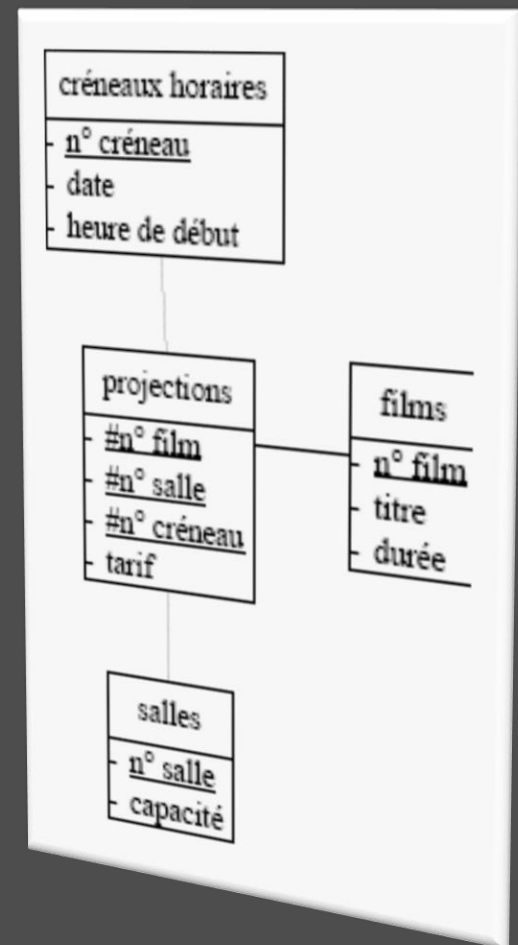 créneaux horaires
- n° créneau
- date
- heure de début
projections
- #n° film
- #n° salle
- #n° créneau
- tarif
films
- n° film
- titre
- durée
salles
- n° salle
- capacité